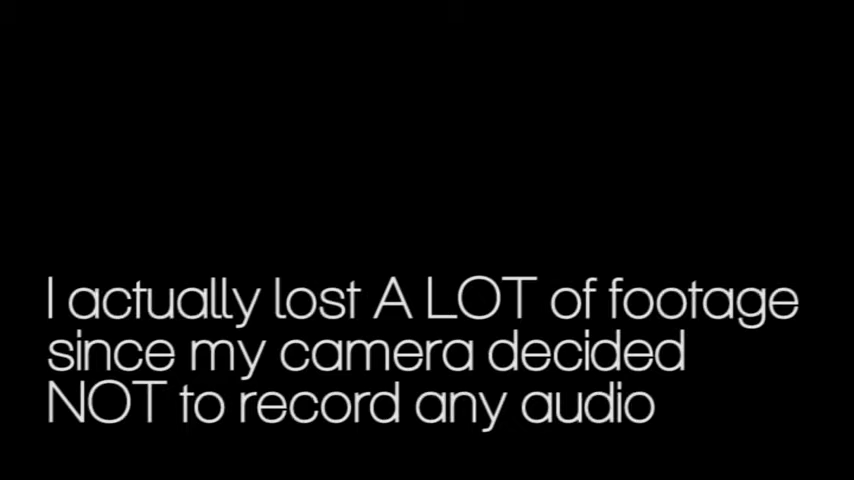 I actually lost A LOT of footage
since my camera decided
NOT to record any audio